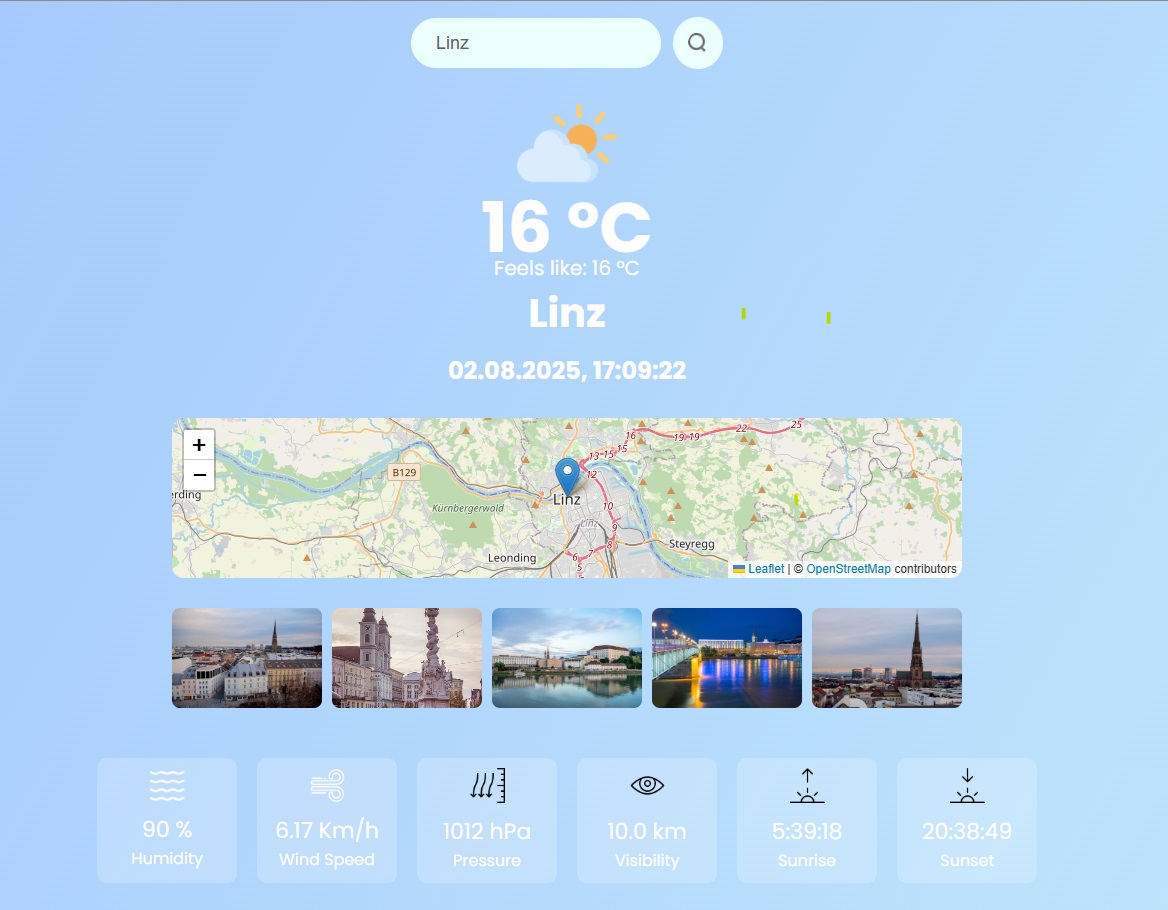 Linz
16 °C
Feels like: 16 °C
Linz
02.08.2025, 17:09:22
+
−
B129
erding
Kürnbergerwald
Linz
Linz
Leonding
Steyregg
16
19 19
22
25
13 15 15
12
10
9
8
7
6
5
5
Leaflet | © OpenStreetMap contributors
90 %
Humidity
6.17 Km/h
Wind Speed
1012 hPa
Pressure
10.0 km
Visibility
5:39:18
Sunrise
20:38:49
Sunset